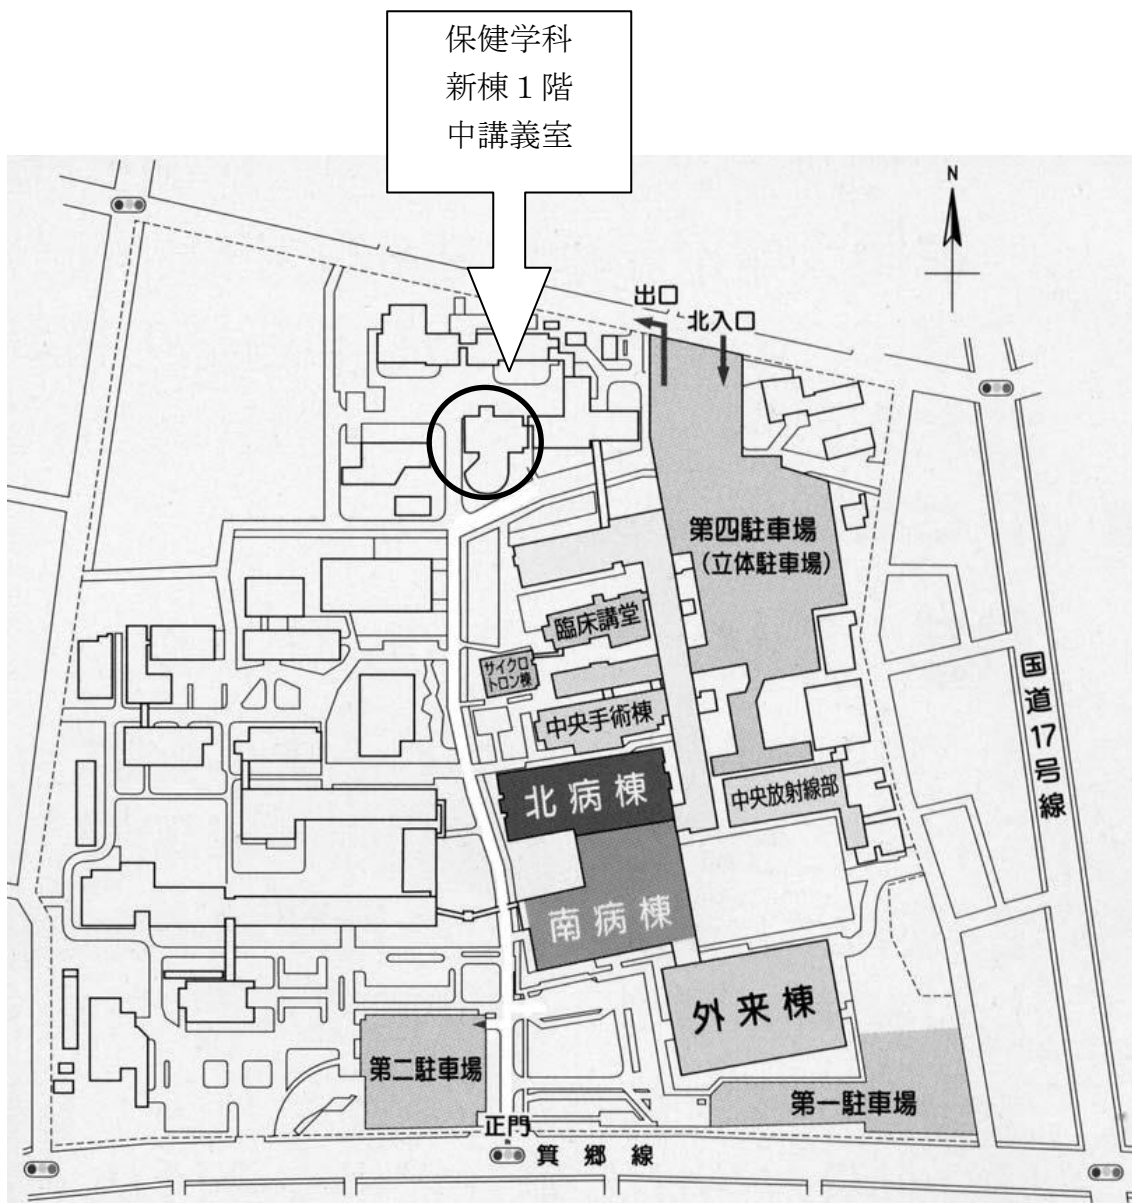 保健学科
新棟１階
中講義室
N
出口
北入口
第四駐車場
（立体駐車場）
臨床講堂
サイクロ
トロン棟
中央手術棟
国道17号線
北病棟
中央放射線部
南病棟
外来棟
第二駐車場
第一駐車場
正門
箕郷線